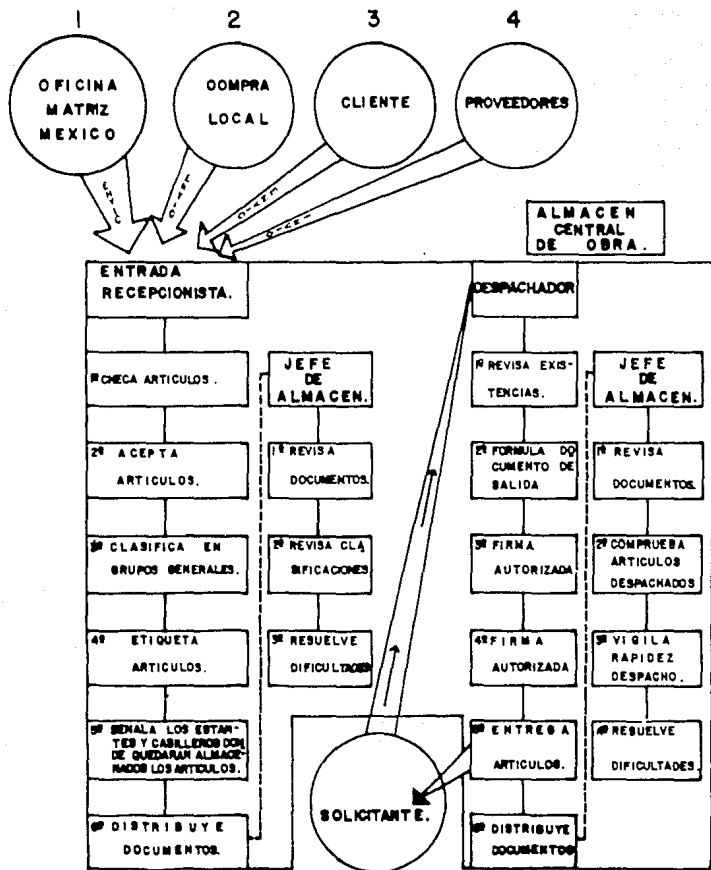 1
2
3
4
OFICINA
MATRIZ
MEXICO
COMPRA
LOCAL
CLIENTE
PROVEEDORES
ENVIO
ENVIO
ENVIO
ENVIO
ALMACEN
CENTRAL
DE OBRA.
ENTRADA
RECEPCIONISTA.
1º CHECA ARTICULOS.
2º ACEPTA
ARTICULOS.
3º CLASIFICA EN
GRUPOS GENERALES.
4º ETIQUETA
ARTICULOS.
5º SEÑALA LOS ESTAN-
TES Y CASILLEROS DON
DE QUEDARAN ALMACE-
NADOS LOS ARTICULOS.
6º DISTRIBUYE
DOCUMENTOS.
JEFE
DE
ALMACEN.
1º REVISA
DOCUMENTOS.
2º REVISA CLA
SIFICACIONES.
3º RESUELVE
DIFICULTADES
SOLICITANTE.
DESPACHADOR
1º REVISA EXIS-
TENCIAS.
2º FORMULA DO
CUMENTO DE
SALIDA
3º FIRMA
AUTORIZADA
4º FIRMA
AUTORIZADA
5º ENTREGA
ARTICULOS.
6º DISTRIBUYE
DOCUMENTOS
JEFE
DE
ALMACEN.
1º REVISA
DOCUMENTOS.
2º COMPRUEBA
ARTICULOS
DESPACHADOS
3º VIGILA
RAPIDEZ
DESPACHO.
4º RESUELVE
DIFICULTADES.